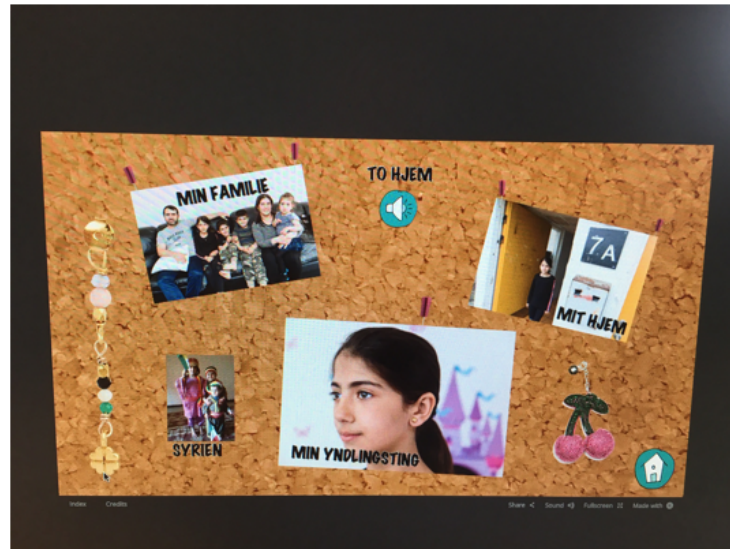 MIN FAMILIE
TO HJEM
7A
MIT HJEM
SYRIEN
MIN YNDLINGSTING
Index Credits
Share Sound Fullscreen Made with